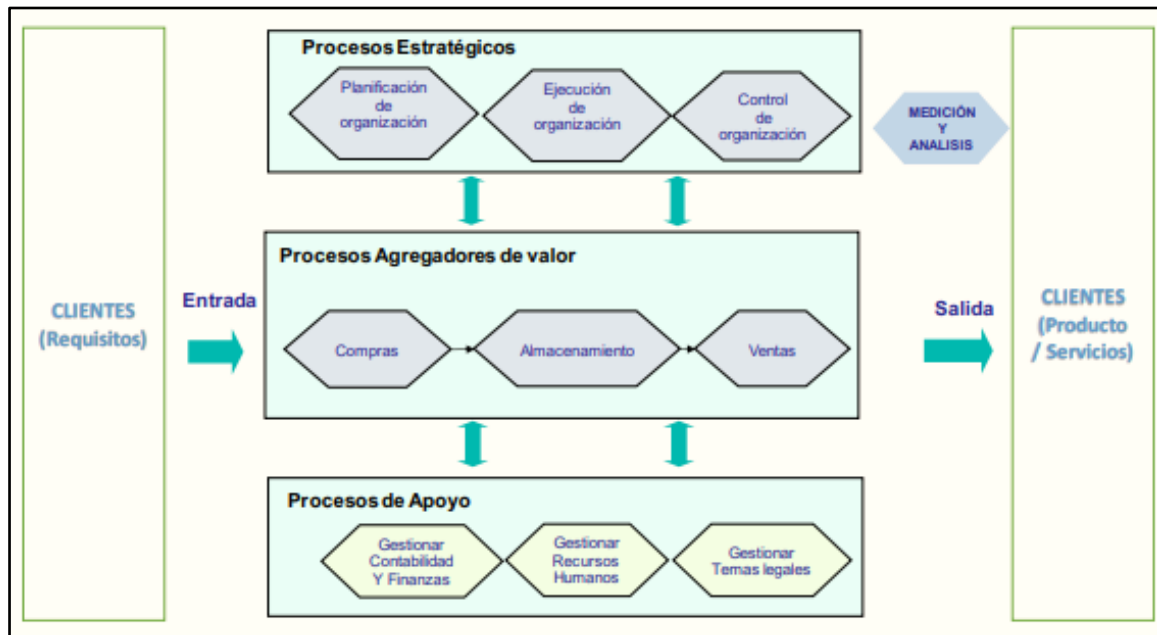 Procesos Estratégicos
Planificación
de
organización
Ejecución
de
organización
Control
de
organización
MEDICIÓN
Y
ANALISIS
Procesos Agregadores de valor
CLIENTES
(Requisitos)
Entrada
Compras
Almacenamiento
Ventas
Salida
CLIENTES
(Producto
/ Servicios)
Procesos de Apoyo
Gestionar
Contabilidad
Y Finanzas
Gestionar
Recursos
Humanos
Gestionar
Temas legales